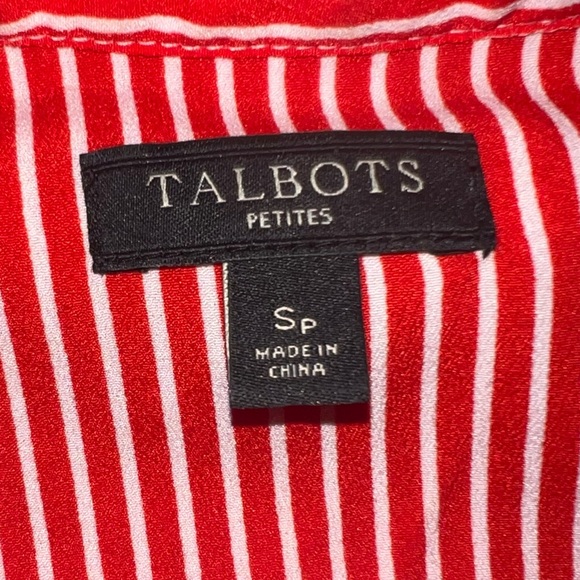 TALBOTS
PETITES
SP
MADE IN
CHINA